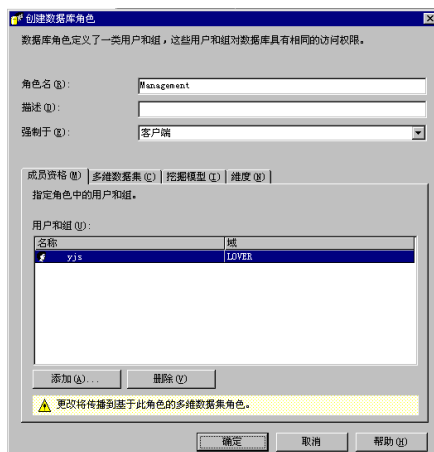 创建数据库角色
数据库角色定义了一类用户和组，这些用户和组对数据库具有相同的访问权限。
角色名(R): Management
描述(D):
强制于(E): 客户端
成员资格(M) 多维数据集(C) 挖掘模型(I) 维度(N)
指定角色中的用户和组。
用户和组(U):
名称 域
yjs LOVER
添加(A)... 删除(V)
更改将传播到基于此角色的多维数据集角色。
确定 取消 帮助(H)